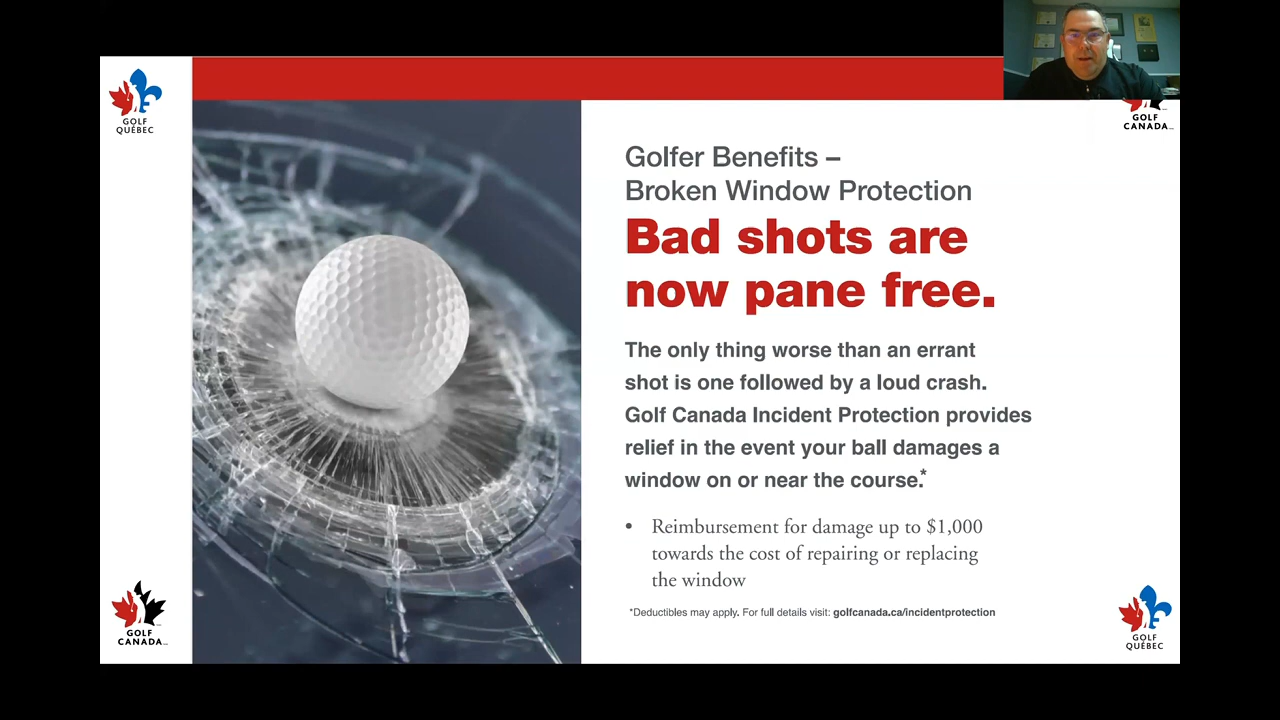 GOLF
QUÉBEC
GOLF
CANADA
Golfer Benefits –
Broken Window Protection
Bad shots are
now pane free.
The only thing worse than an errant
shot is one followed by a loud crash.
Golf Canada Incident Protection provides
relief in the event your ball damages a
window on or near the course.*
• Reimbursement for damage up to $1,000
towards the cost of repairing or replacing
the window
*Deductibles may apply. For full details visit: golfcanada.ca/incidentprotection
GOLF
CANADA
GOLF
QUÉBEC